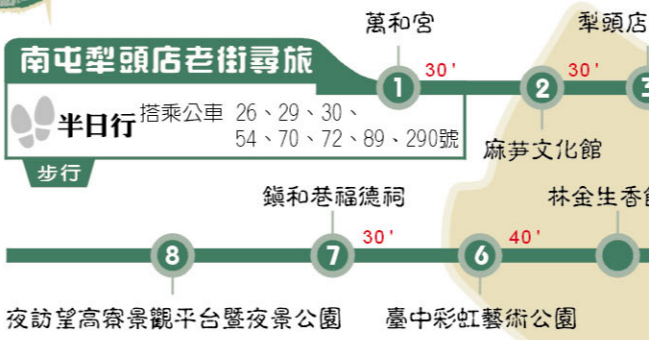 萬和宮
犁頭店
南屯犁頭店老街尋旅
1
30'
2
30'
3
半日行
搭乘公車 26、29、30、
54、70、72、89、290號
麻芛文化館
步行
鎮和巷福德祠
林金生香
8
7
30'
6
40'
夜訪望高寮景觀平台暨夜景公園
臺中彩虹藝術公園